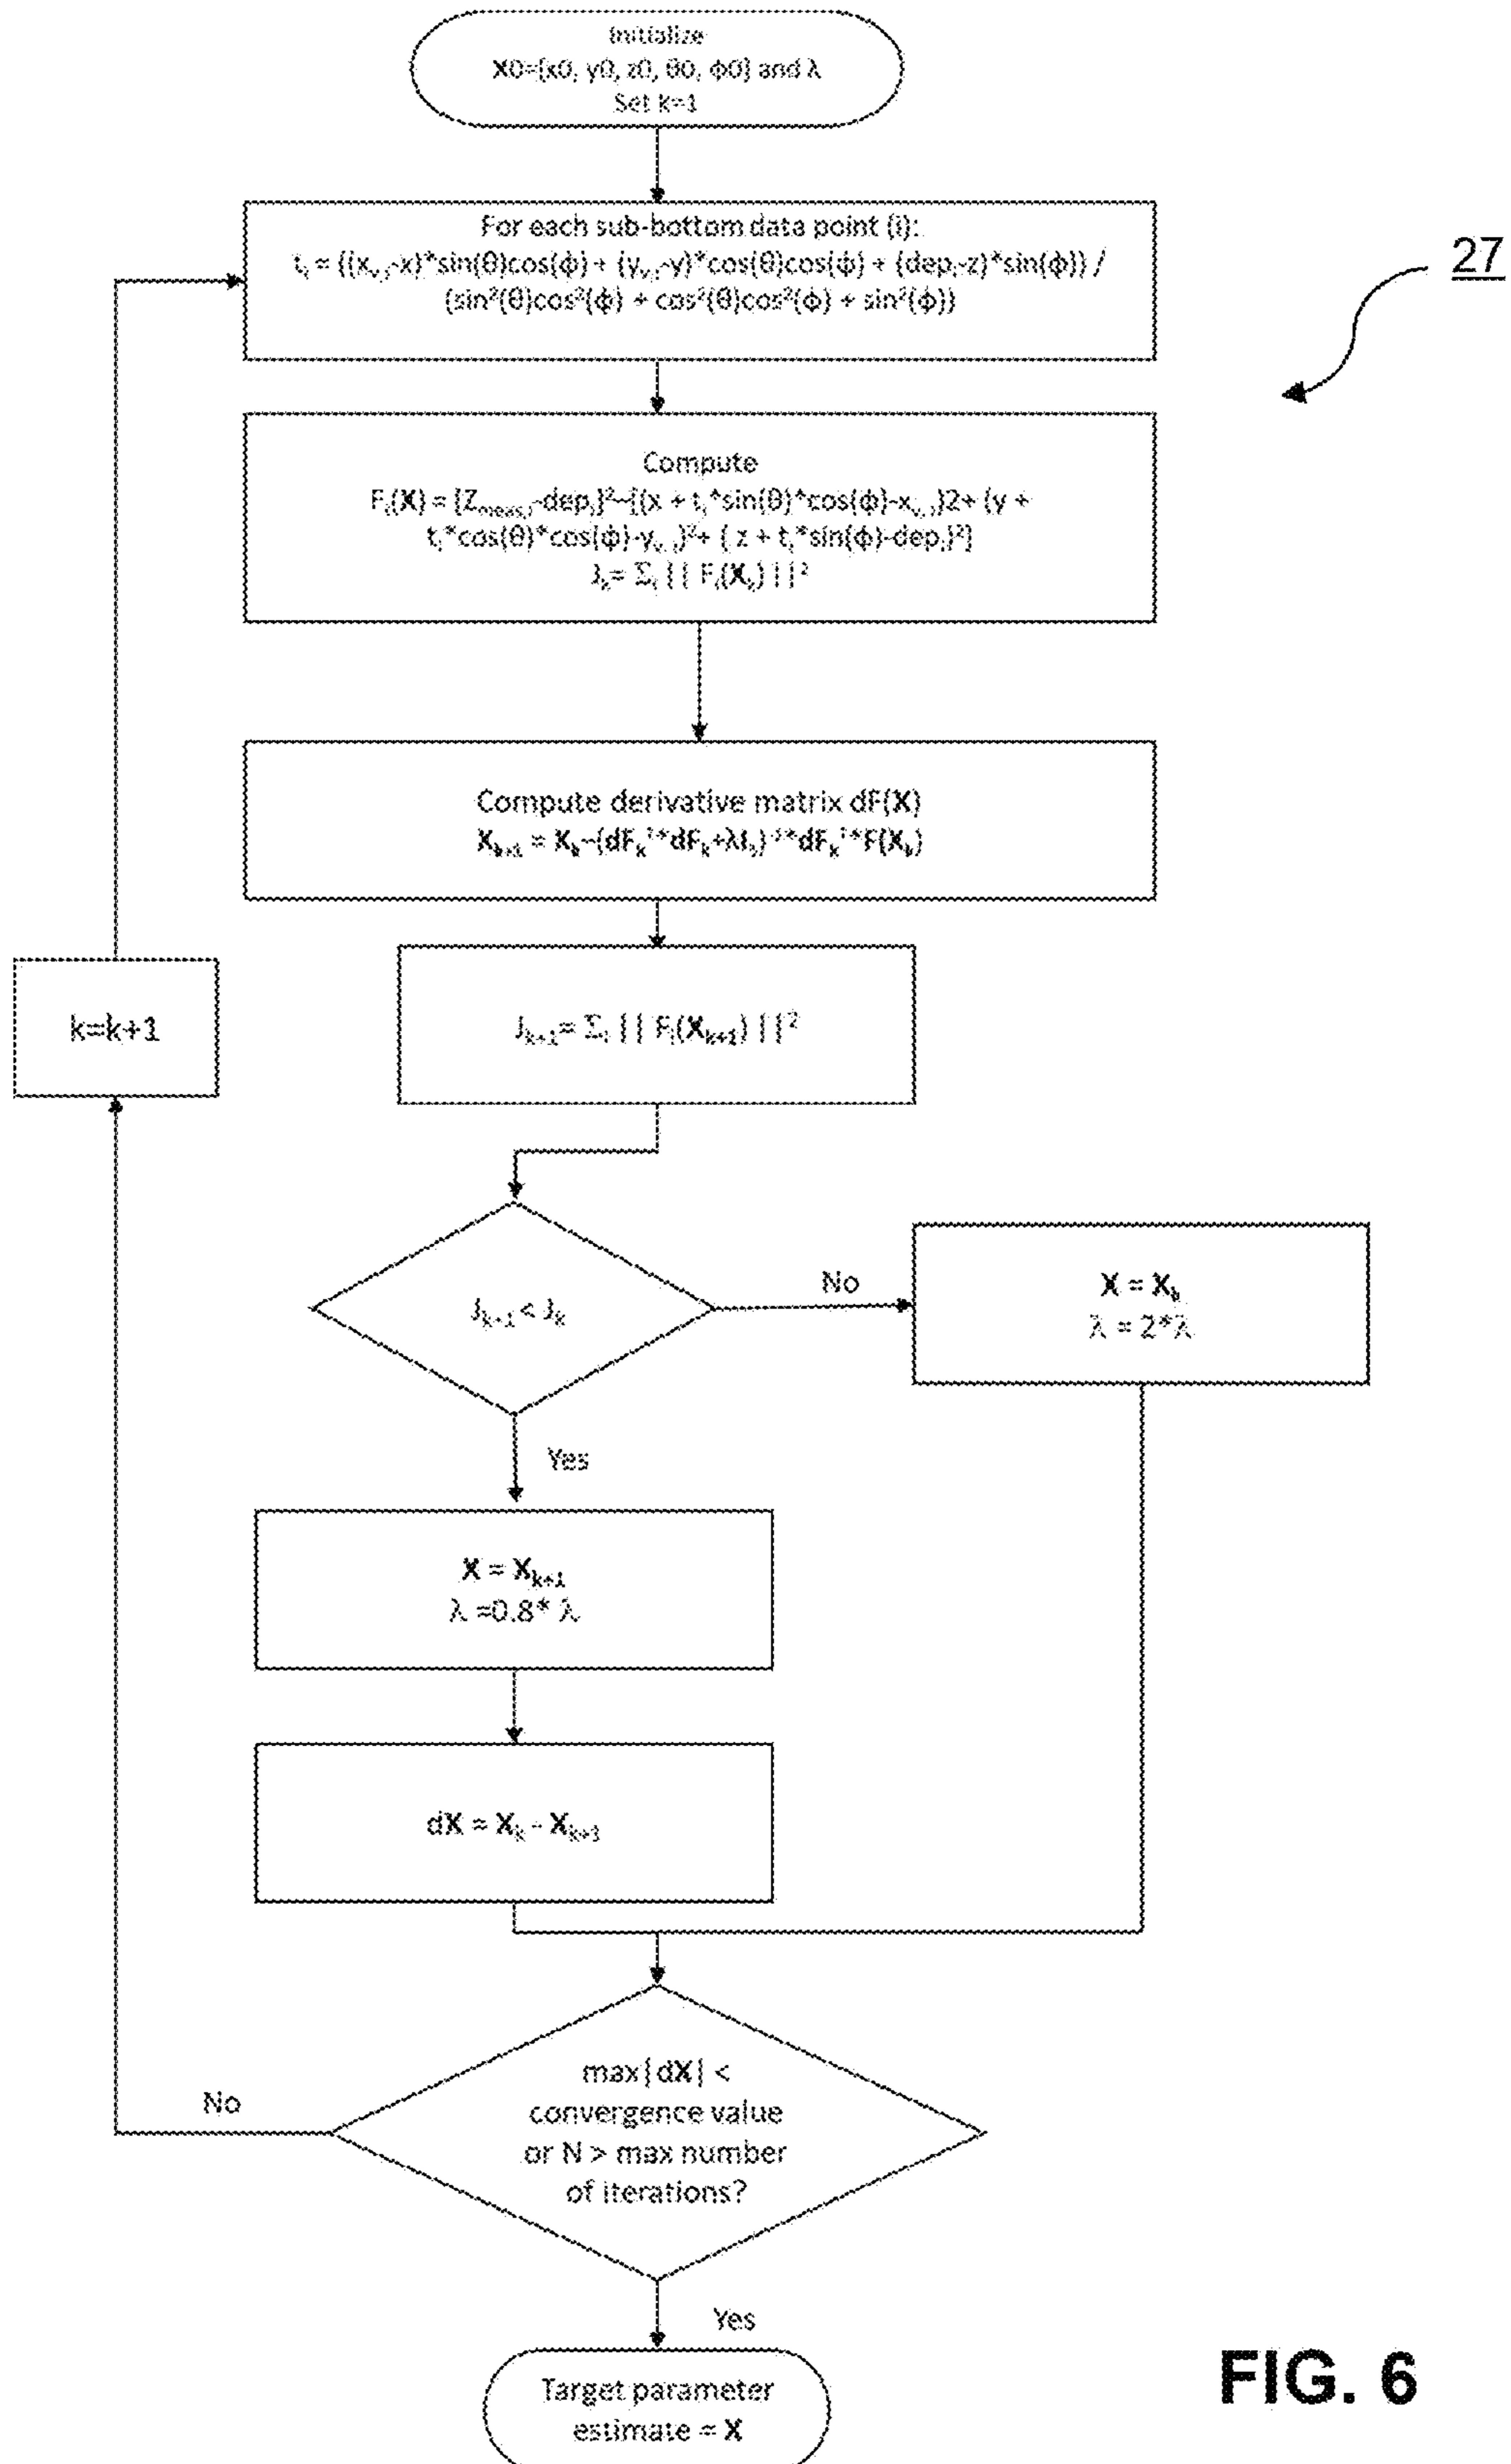 Initialize
X0=[x0, y0, z0, θ0, ϕ0] and λ
Set k=1
For each sub-bottom data point (i):
tᵢ = ((xᵥ,ᵢ-x)*sin(θ)cos(ϕ) + (yᵥ,ᵢ-y)*cos(θ)cos(ϕ) + (depᵢ-z)*sin(ϕ)) /
(sin²(θ)cos²(ϕ) + cos²(θ)cos²(ϕ) + sin²(ϕ))
27
Compute
Fᵢ(X) = [Zmeas,ᵢ-depᵢ]²-[(x + tᵢ*sin(θ)*cos(ϕ)-xᵥ,ᵢ)2+ (y +
tᵢ*cos(θ)*cos(ϕ)-yᵥ,ᵢ)²+ ( z + tᵢ*sin(ϕ)-depᵢ)²]
Jₖ= Σᵢ || Fᵢ(Xₖ) ||²
Compute derivative matrix dF(X)
Xₖ₊₁ = Xₖ-(dFₖᵀ*dFₖ+λI₅)⁻¹*dFₖᵀ*F(Xₖ)
k=k+1
Jₖ₊₁= Σᵢ || Fᵢ(Xₖ₊₁) ||²
Jₖ₊₁ < Jₖ
No
X = Xₖ
λ = 2*λ
Yes
X = Xₖ₊₁
λ =0.8* λ
dX = Xₖ - Xₖ₊₁
No
max|dX| <
convergence value
or N > max number
of iterations?
Yes
Target parameter
estimate = X
FIG. 6